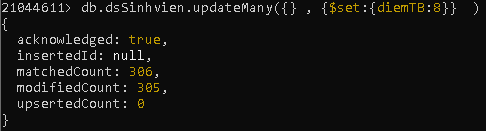 21044611> db.dsSinhvien.updateMany({} , {$set:{diemTB:8}}  )
{
  acknowledged: true,
  insertedId: null,
  matchedCount: 306,
  modifiedCount: 305,
  upsertedCount: 0
}